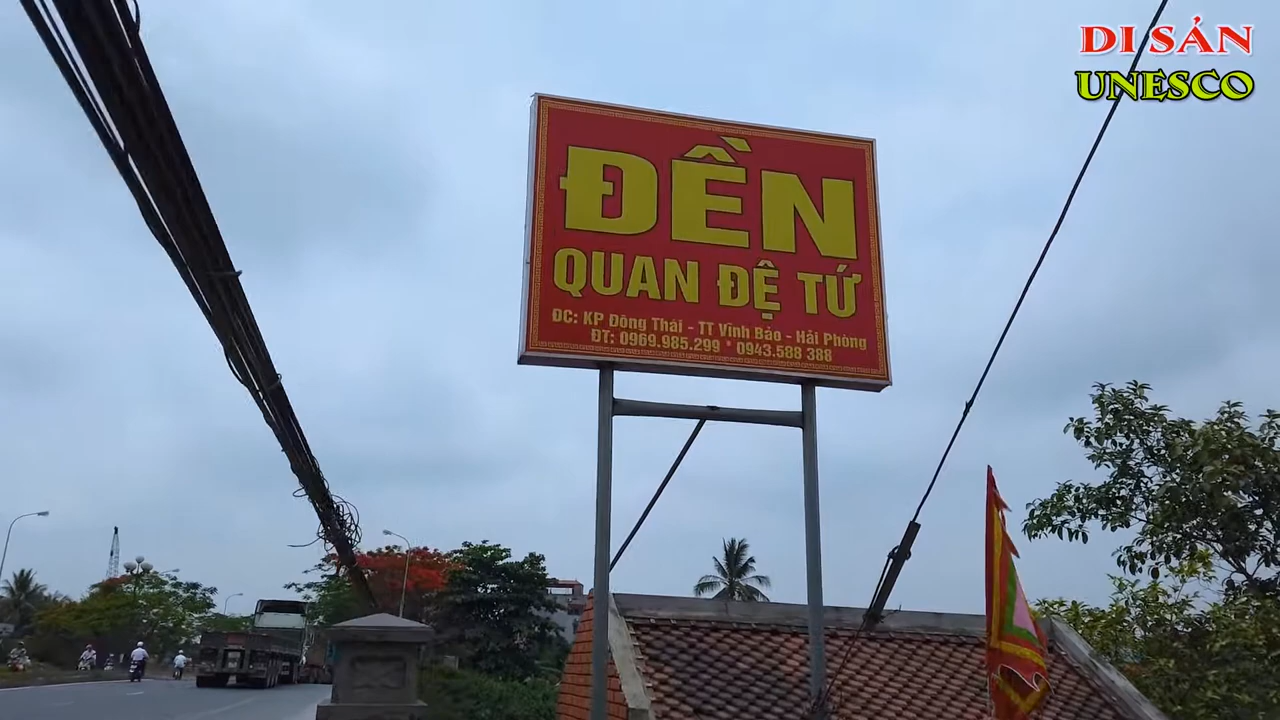 DI SẢN
UNESCO
ĐỀN
QUAN ĐỆ TỨ
ĐC: KP Đông Thái - TT Vĩnh Bảo - Hải Phòng
ĐT: 0969.985.299 * 0943.588 388